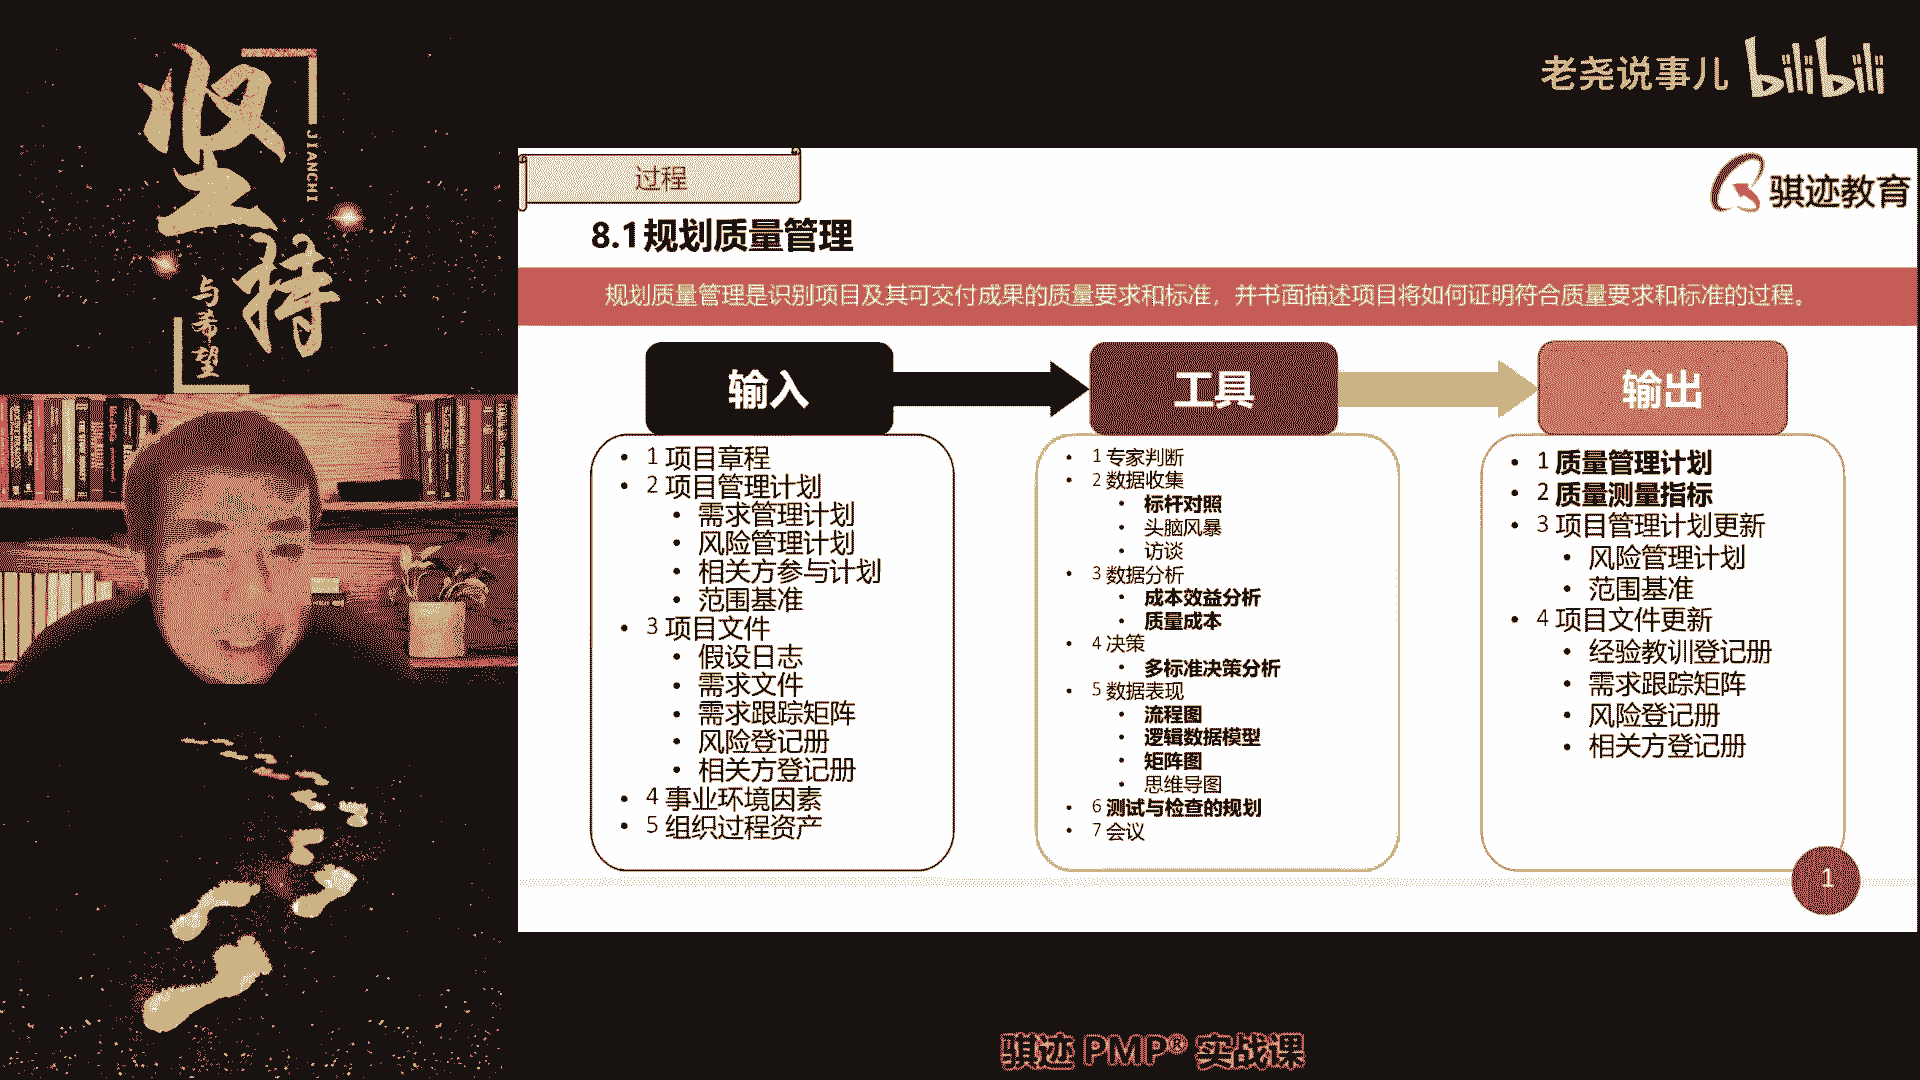 坚持
JIANCHI
与希望
老尧说事儿 bilibili
过程
骐迹教育
8.1规划质量管理
规划质量管理是识别项目及其可交付成果的质量要求和标准，并书面描述项目将如何证明符合质量要求和标准的过程。
输入
• 1 项目章程
• 2 项目管理计划
• 需求管理计划
• 风险管理计划
• 相关方参与计划
• 范围基准
• 3 项目文件
• 假设日志
• 需求文件
• 需求跟踪矩阵
• 风险登记册
• 相关方登记册
• 4 事业环境因素
• 5 组织过程资产
工具
• 1 专家判断
• 2 数据收集
• 标杆对照
• 头脑风暴
• 访谈
• 3 数据分析
• 成本效益分析
• 质量成本
• 4 决策
• 多标准决策分析
• 5 数据表现
• 流程图
• 逻辑数据模型
• 矩阵图
• 思维导图
• 6 测试与检查的规划
• 7 会议
输出
• 1 质量管理计划
• 2 质量测量指标
• 3 项目管理计划更新
• 风险管理计划
• 范围基准
• 4 项目文件更新
• 经验教训登记册
• 需求跟踪矩阵
• 风险登记册
• 相关方登记册
1
骐迹 PMP® 实战课